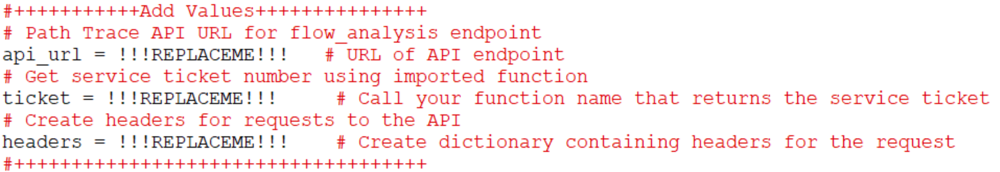 #+++++++++++Add Values+++++++++++++++
# Path Trace API URL for flow_analysis endpoint
api_url = !!!REPLACEME!!!   # URL of API endpoint
# Get service ticket number using imported function
ticket = !!!REPLACEME!!!     # Call your function name that returns the service ticket
# Create headers for requests to the API
headers = !!!REPLACEME!!!    # Create dictionary containing headers for the request
#+++++++++++++++++++++++++++++++++++++